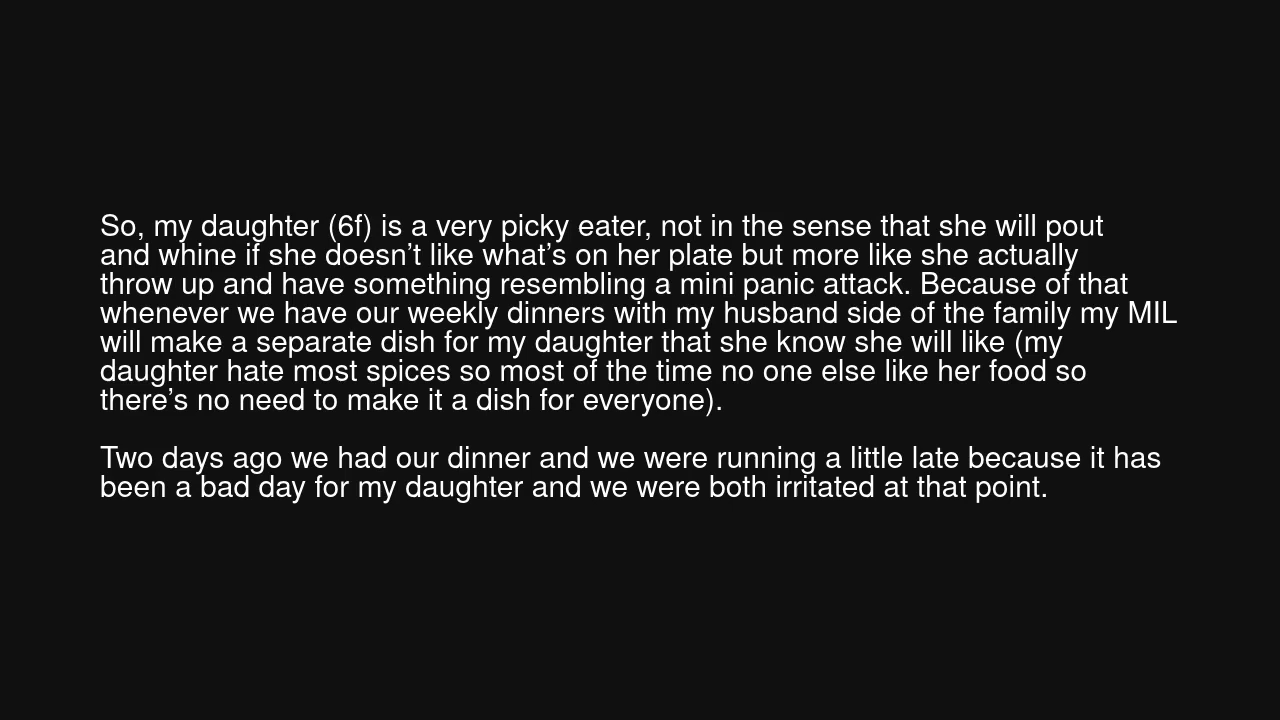 So, my daughter (6f) is a very picky eater, not in the sense that she will pout
and whine if she doesn’t like what’s on her plate but more like she actually
throw up and have something resembling a mini panic attack. Because of that
whenever we have our weekly dinners with my husband side of the family my MIL
will make a separate dish for my daughter that she know she will like (my
daughter hate most spices so most of the time no one else like her food so
there’s no need to make it a dish for everyone).
Two days ago we had our dinner and we were running a little late because it has
been a bad day for my daughter and we were both irritated at that point.